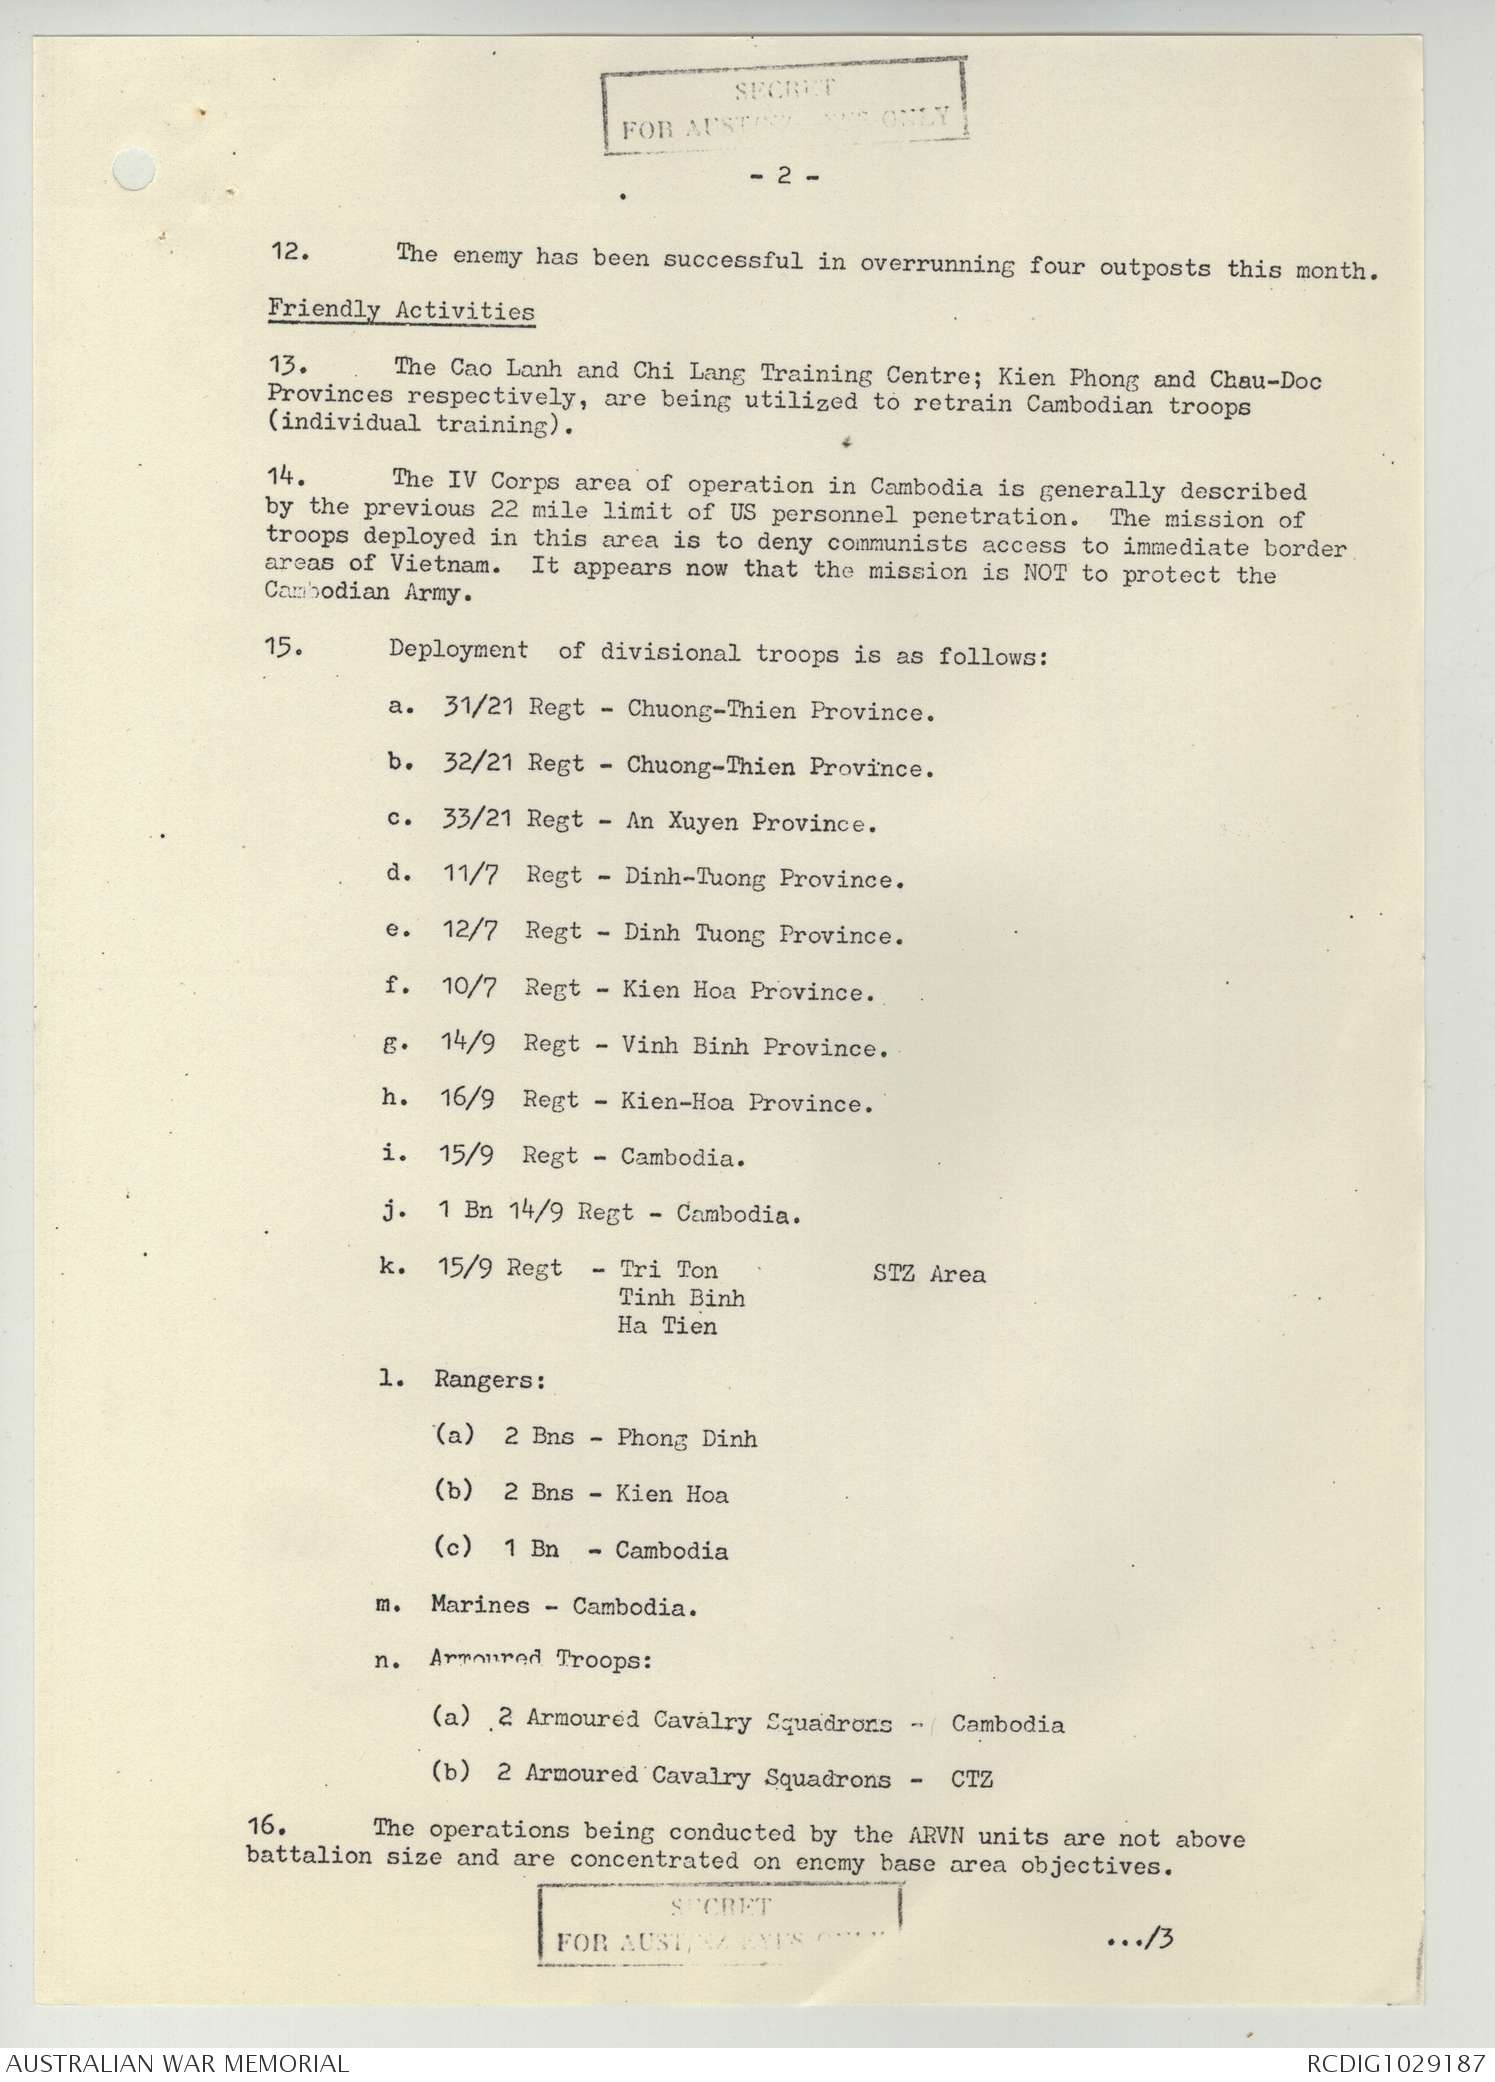 SECRET
FOR AUST/NZ EYES ONLY
- 2 -
12. The enemy has been successful in overrunning four outposts this month.
Friendly Activities
13. The Cao Lanh and Chi Lang Training Centre; Kien Phong and Chau-Doc
Provinces respectively, are being utilized to retrain Cambodian troops
(individual training).
14. The IV Corps area of operation in Cambodia is generally described
by the previous 22 mile limit of US personnel penetration. The mission of
troops deployed in this area is to deny communists access to immediate border
areas of Vietnam. It appears now that the mission is NOT to protect the
Cambodian Army.
15. Deployment of divisional troops is as follows:
a. 31/21 Regt - Chuong-Thien Province.
b. 32/21 Regt - Chuong-Thien Province.
c. 33/21 Regt - An Xuyen Province.
d. 11/7 Regt - Dinh-Tuong Province.
e. 12/7 Regt - Dinh Tuong Province.
f. 10/7 Regt - Kien Hoa Province.
g. 14/9 Regt - Vinh Binh Province.
h. 16/9 Regt - Kien-Hoa Province.
i. 15/9 Regt - Cambodia.
j. 1 Bn 14/9 Regt - Cambodia.
k. 15/9 Regt - Tri Ton STZ Area
Tinh Binh
Ha Tien
l. Rangers:
(a) 2 Bns - Phong Dinh
(b) 2 Bns - Kien Hoa
(c) 1 Bn - Cambodia
m. Marines - Cambodia.
n. Armoured Troops:
(a) 2 Armoured Cavalry Squadrons - Cambodia
(b) 2 Armoured Cavalry Squadrons - CTZ
16. The operations being conducted by the ARVN units are not above
battalion size and are concentrated on enemy base area objectives.
SECRET
FOR AUST/NZ EYES ONLY
.../3
AUSTRALIAN WAR MEMORIAL
RCDIG1029187